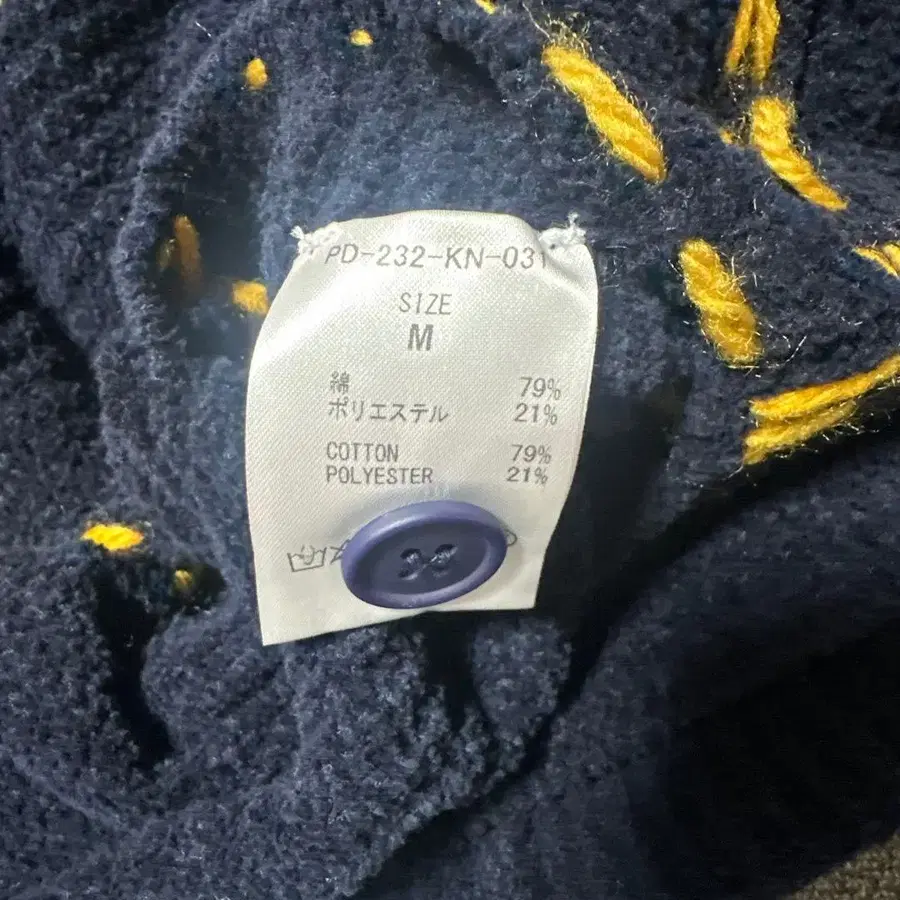 PD-232-KN-031
SIZE
M
綿 79%
ポリエステル 21%
COTTON 79%
POLYESTER 21%